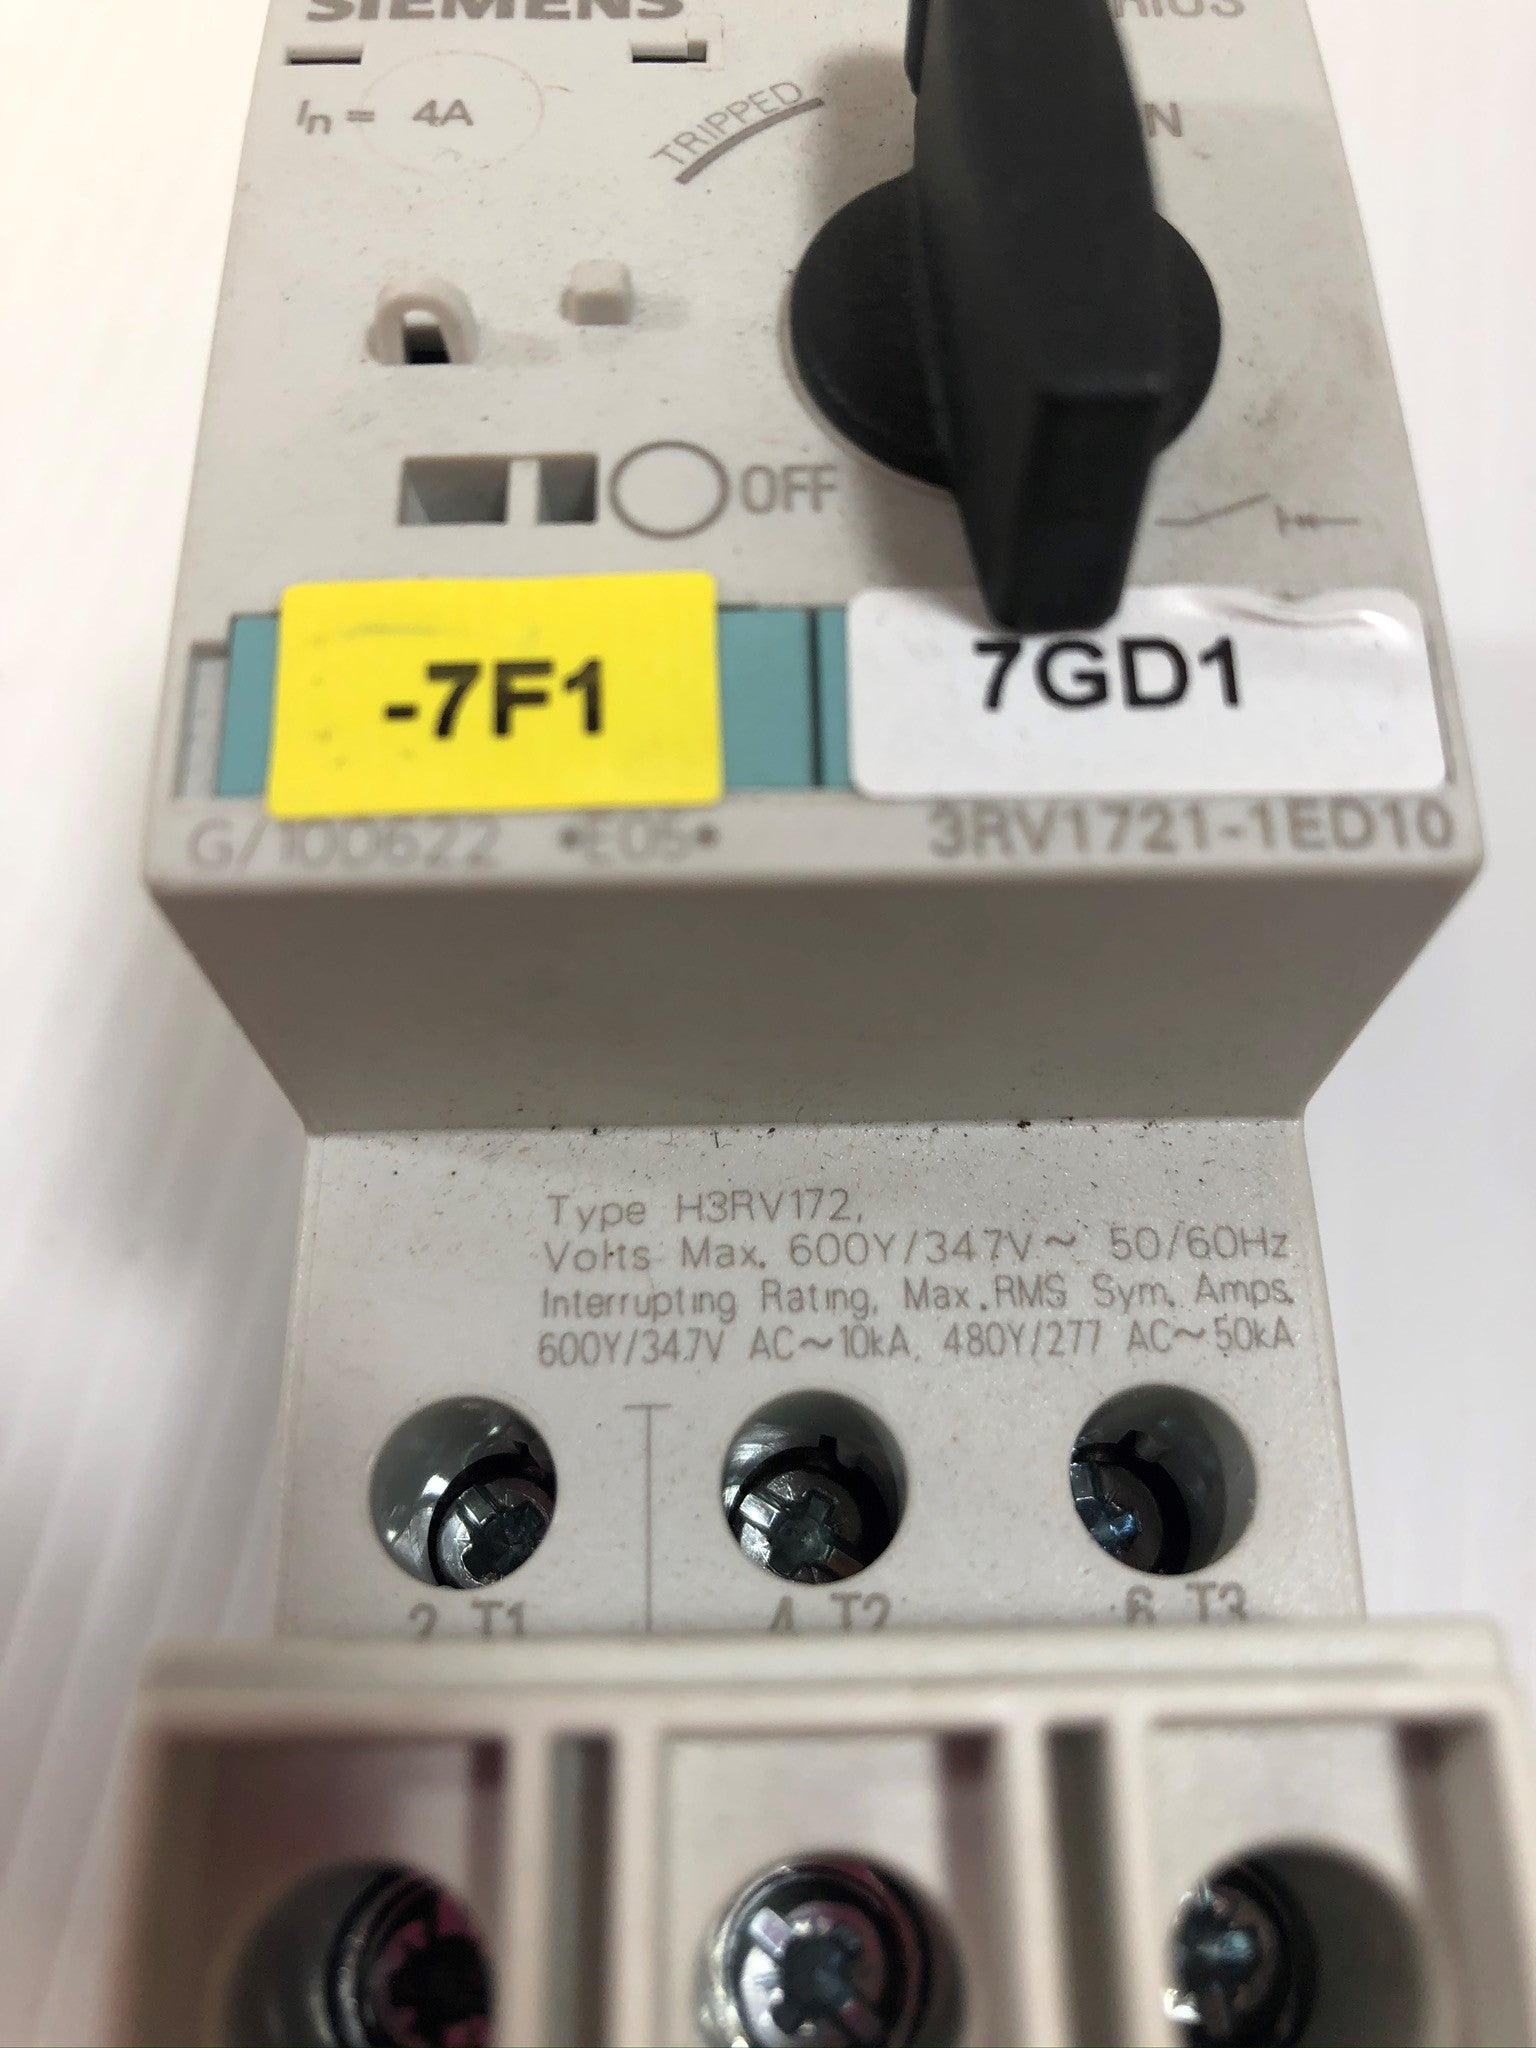 SIEMENS
In = 4A
TRIPPED
OFF
-7F1
7GD1
G/100622 •E05•
3RV1721-1ED10
Type H3RV172,
Volts Max. 600Y/347V~ 50/60Hz
Interrupting Rating, Max.RMS Sym. Amps.
600Y/347V AC~10kA, 480Y/277 AC~50kA
2 T1 4 T2 6 T3